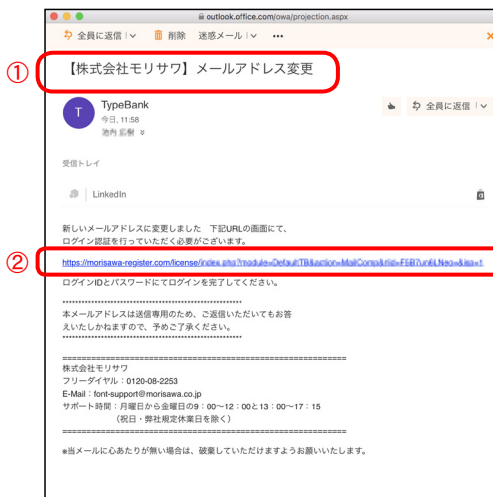 outlook.office.com/owa/projection.aspx
全員に返信 削除 迷惑メール •••
①
【株式会社モリサワ】メールアドレス変更
T
TypeBank
全員に返信
今日, 11:58
受信トレイ
LinkedIn
新しいメールアドレスに変更しました　下記URLの画面にて、
ログイン認証を行っていただく必要がございます。
②
https://morisawa-register.com/license/
ログインIDとパスワードにてログインを完了してください。
************************************************************
本メールアドレスは送信専用のため、ご返信いただいてもお答
えいたしかねますので、予めご了承ください。
************************************************************
============================================================
株式会社モリサワ
フリーダイヤル：0120-08-2253
E-Mail：font-support@morisawa.co.jp
サポート時間：月曜日から金曜日の9：00〜12：00と13：00〜17：15
（祝日・弊社規定休業日を除く）
============================================================
※当メールに心あたりが無い場合は、破棄していただけますようお願いいたします。